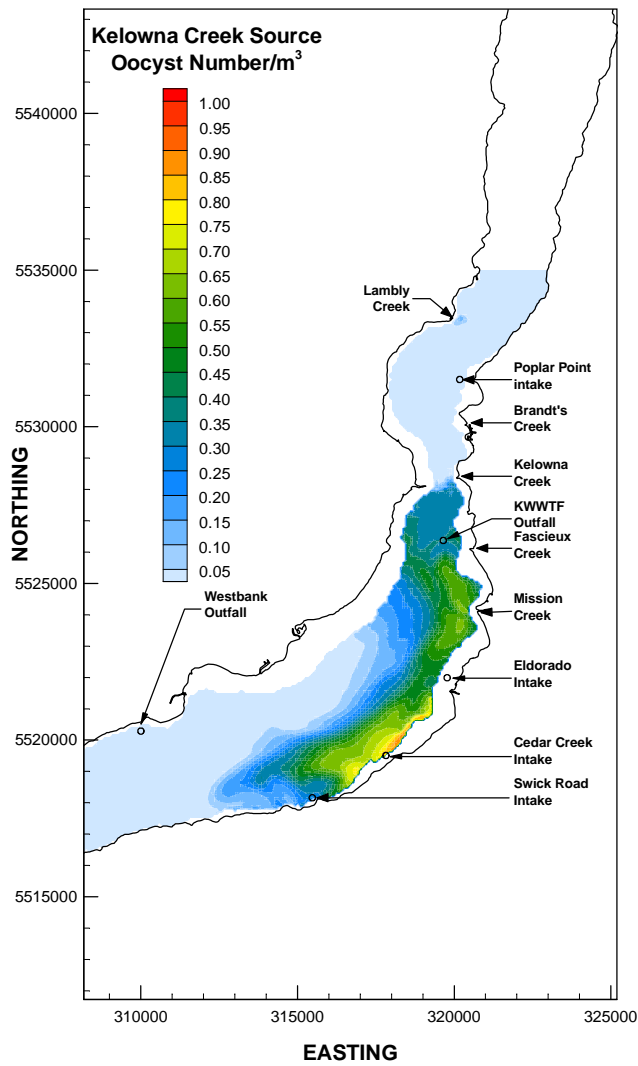 Kelowna Creek Source
Oocyst Number/m³
1.00
0.95
0.90
0.85
0.80
0.75
0.70
0.65
0.60
0.55
0.50
0.45
0.40
0.35
0.30
0.25
0.20
0.15
0.10
0.05
NORTHING
5540000
5535000
5530000
5525000
5520000
5515000
Lambly
Creek
Poplar Point
intake
Brandt's
Creek
Kelowna
Creek
KWWTF
Outfall
Fascieux
Creek
Mission
Creek
Westbank
Outfall
Eldorado
Intake
Cedar Creek
Intake
Swick Road
Intake
310000
315000
320000
325000
EASTING